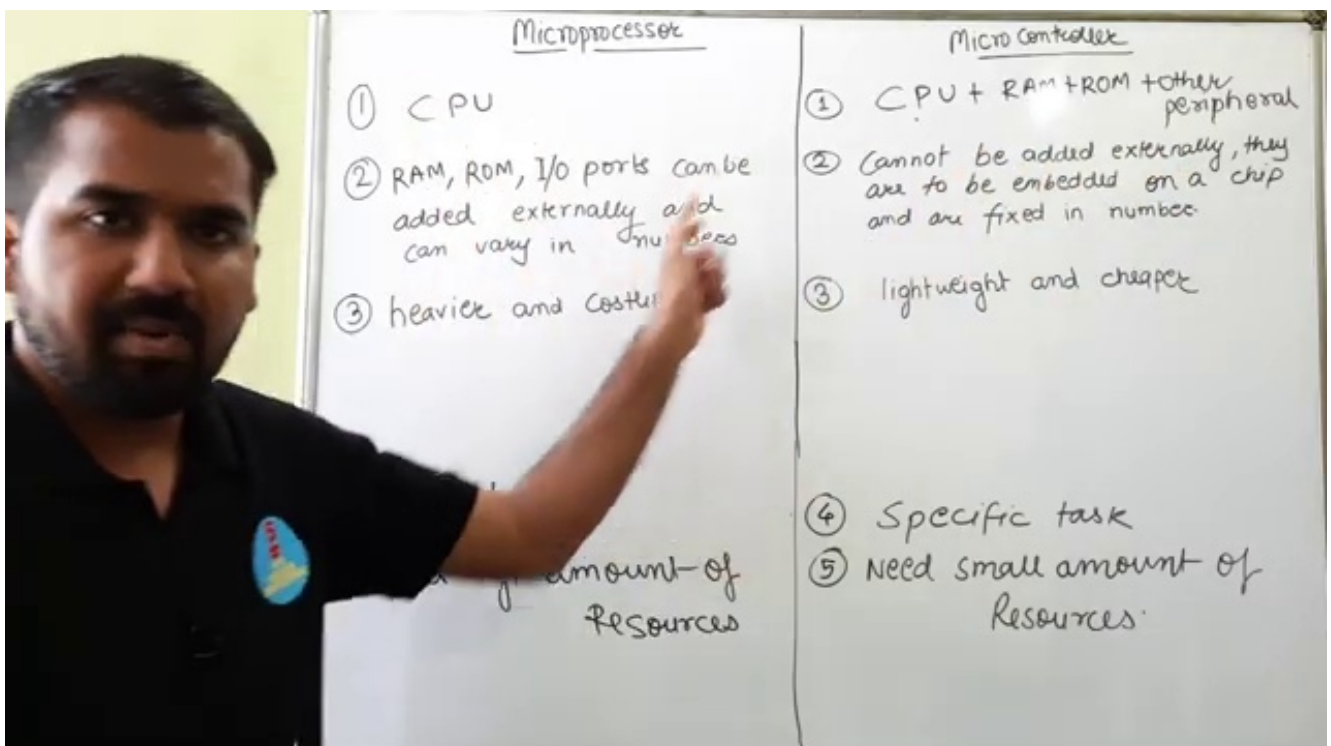 Microprocessor
① CPU
② RAM, ROM, I/O ports can be
added externally and
can vary in numbers
③ heavier and
amount of
Resources
Micro Controller
① CPU + RAM + ROM + other
peripheral
② Cannot be added externally, they
are to be embedded on a chip
and are fixed in number.
③ lightweight and cheaper
④ Specific task
⑤ Need small amount of
Resources.